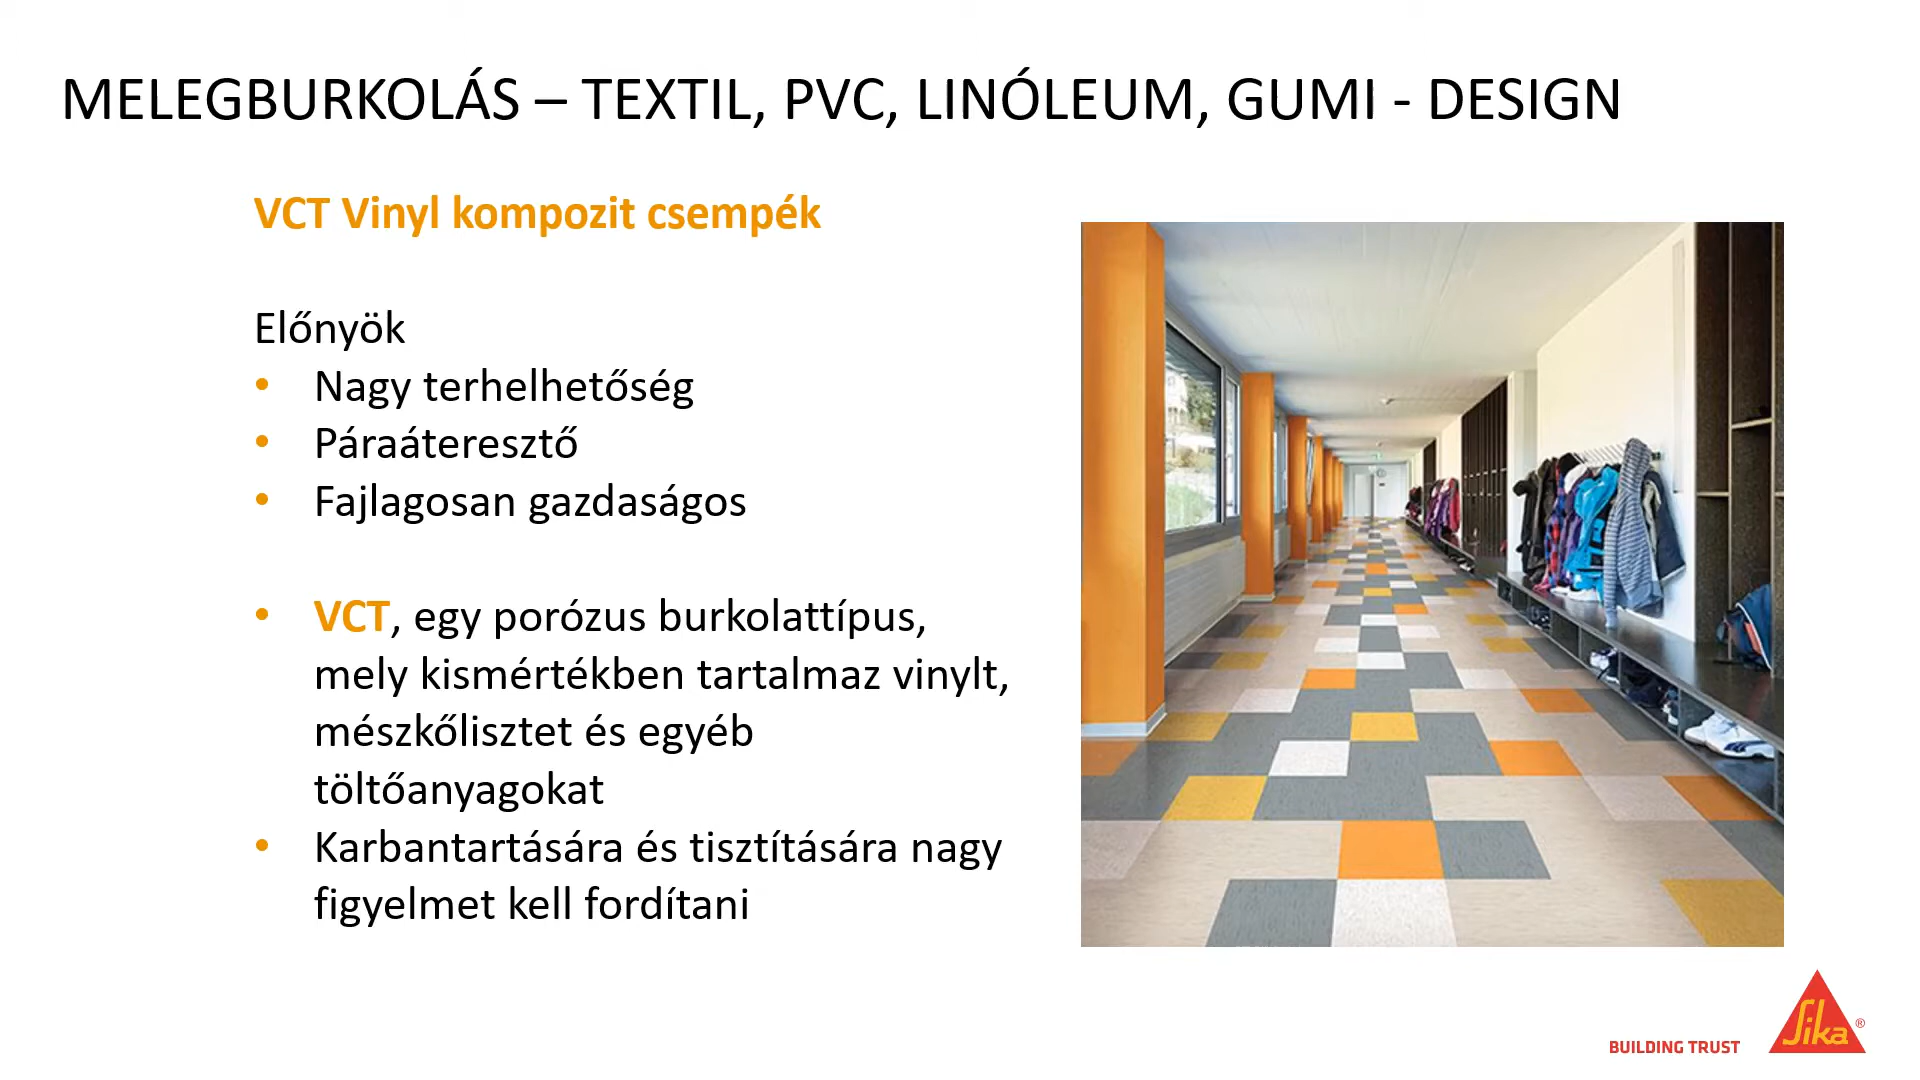 MELEGBURKOLÁS – TEXTIL, PVC, LINÓLEUM, GUMI - DESIGN
VCT Vinyl kompozit csempék
Előnyök
• Nagy terhelhetőség
• Páraáteresztő
• Fajlagosan gazdaságos
• VCT, egy porózus burkolattípus,
mely kismértékben tartalmaz vinylt,
mészkőlisztet és egyéb
töltőanyagokat
• Karbantartására és tisztítására nagy
figyelmet kell fordítani
BUILDING TRUST
Sika®